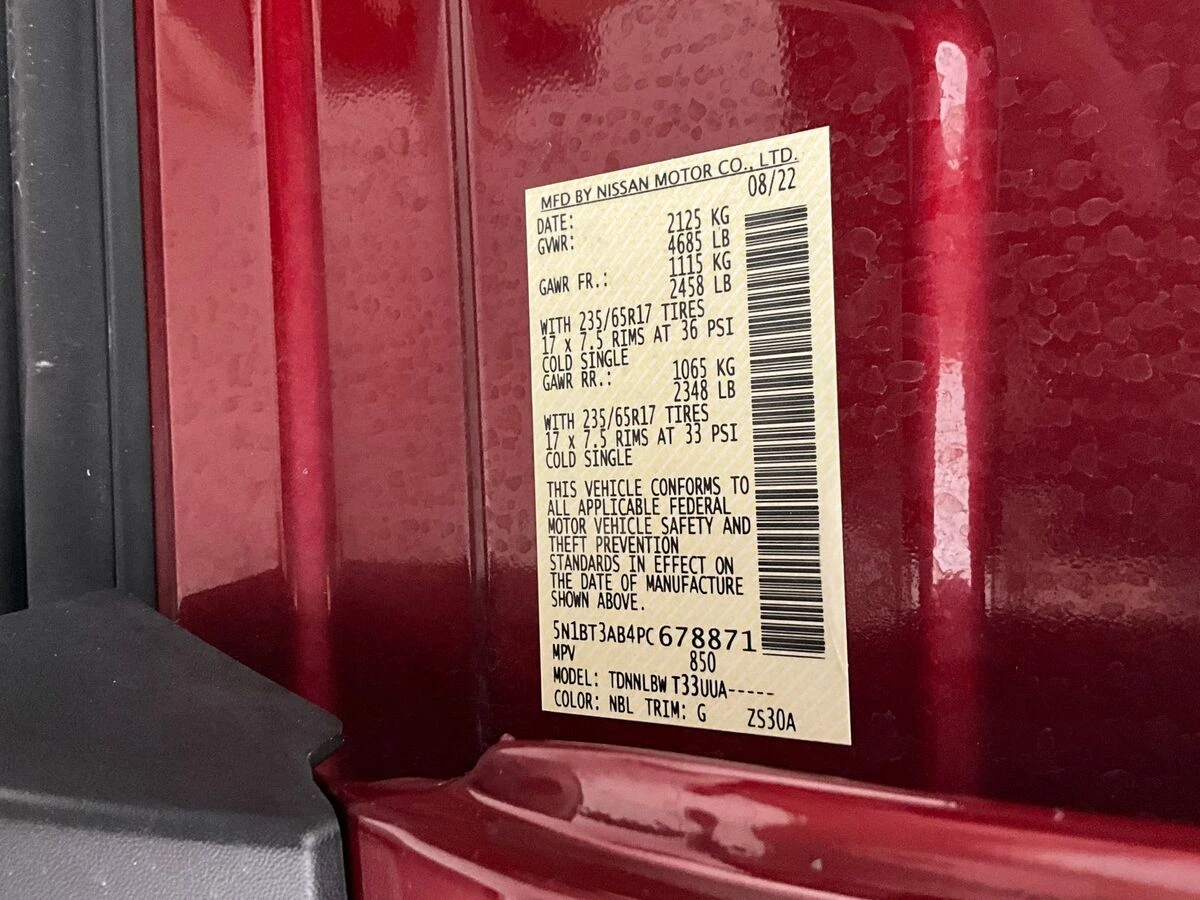 MFD BY NISSAN MOTOR CO., LTD.
DATE: 08/22
GVWR: 2125 KG
4685 LB
GAWR FR.: 1115 KG
2458 LB
WITH 235/65R17 TIRES
17 x 7.5 RIMS AT 36 PSI
COLD SINGLE
GAWR RR.: 1065 KG
2348 LB
WITH 235/65R17 TIRES
17 x 7.5 RIMS AT 33 PSI
COLD SINGLE
THIS VEHICLE CONFORMS TO
ALL APPLICABLE FEDERAL
MOTOR VEHICLE SAFETY AND
THEFT PREVENTION
STANDARDS IN EFFECT ON
THE DATE OF MANUFACTURE
SHOWN ABOVE.
5N1BT3AB4PC678871
MPV 850
MODEL: TDNNLBW T33UUA-----
COLOR: NBL TRIM: G ZS30A